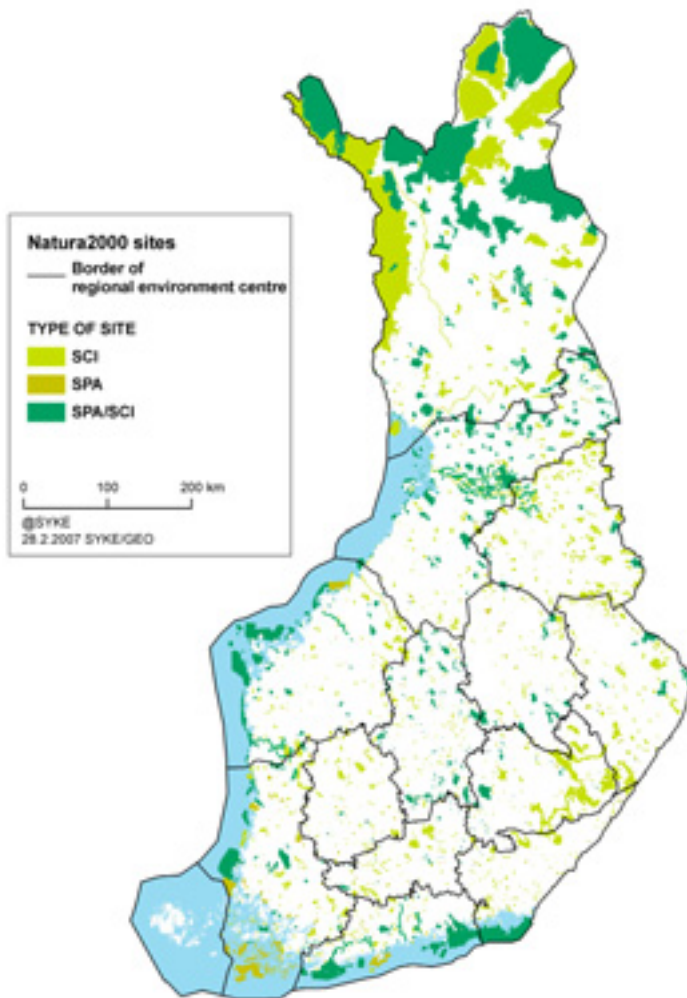 Natura2000 sites
Border of
regional environment centre
TYPE OF SITE
SCI
SPA
SPA/SCI
0 100 200 km
@SYKE
28.2.2007 SYKE/GEO